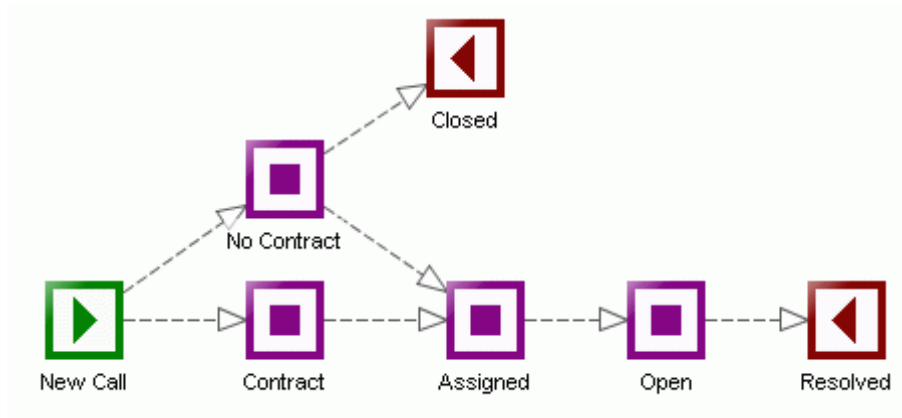 Closed
No Contract
New Call
Contract
Assigned
Open
Resolved